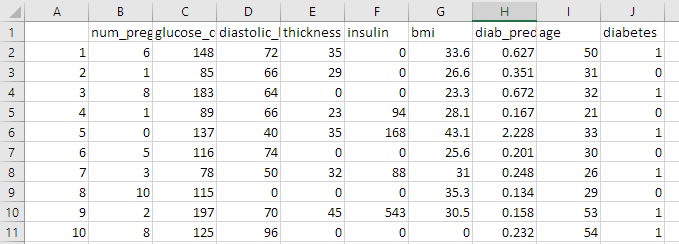 A B C D E F G H I J
1 num_preg glucose_c diastolic_l thickness insulin bmi diab_pred age diabetes
2 1 6 148 72 35 0 33.6 0.627 50 1
3 2 1 85 66 29 0 26.6 0.351 31 0
4 3 8 183 64 0 0 23.3 0.672 32 1
5 4 1 89 66 23 94 28.1 0.167 21 0
6 5 0 137 40 35 168 43.1 2.228 33 1
7 6 5 116 74 0 0 25.6 0.201 30 0
8 7 3 78 50 32 88 31 0.248 26 1
9 8 10 115 0 0 0 35.3 0.134 29 0
10 9 2 197 70 45 543 30.5 0.158 53 1
11 10 8 125 96 0 0 0 0.232 54 1